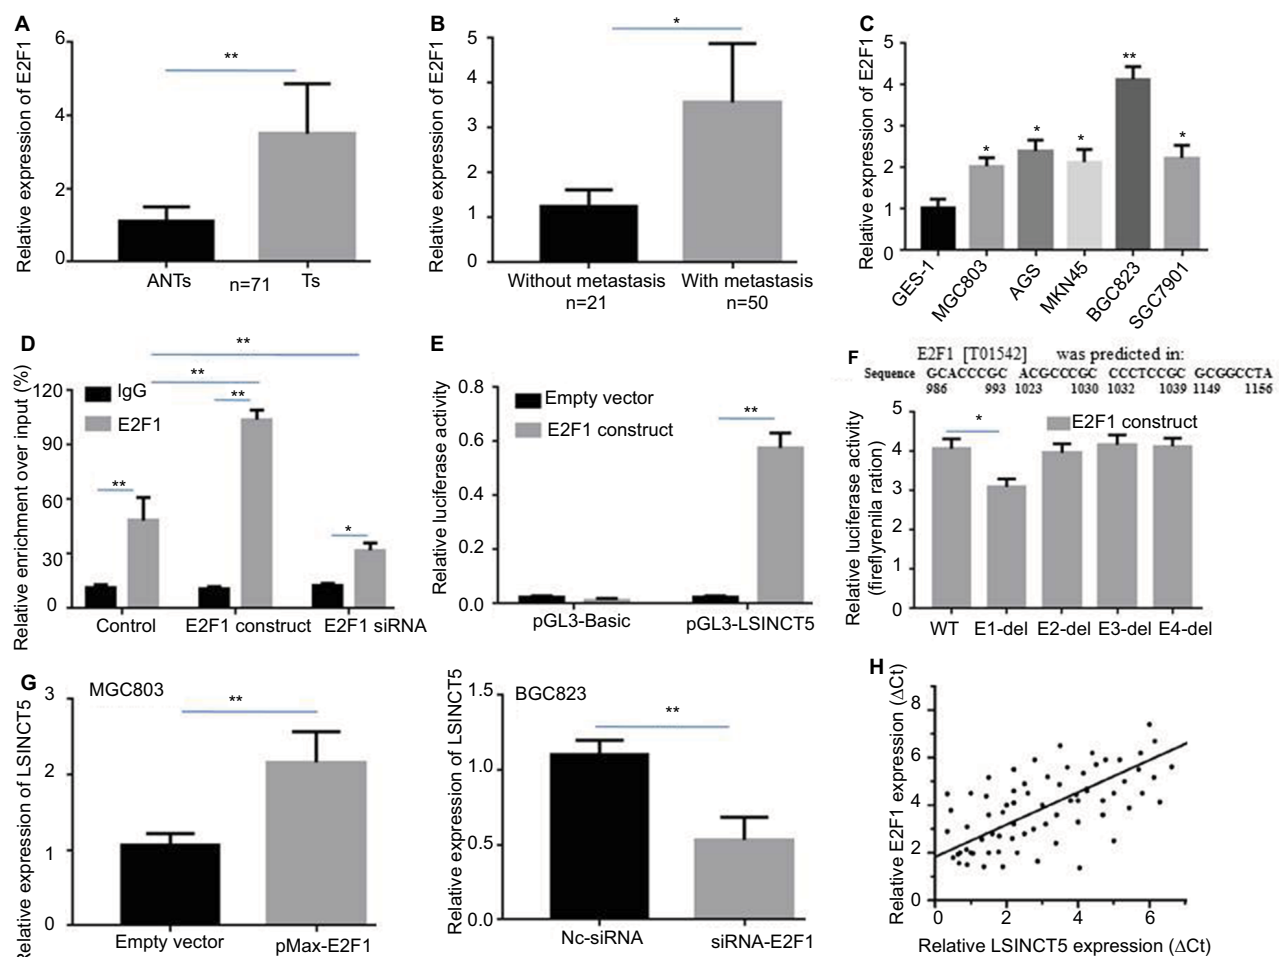 A
Relative expression of E2F1
6
4
2
0
**
ANTs
n=71
Ts
B
Relative expression of E2F1
5
4
3
2
1
0
*
Without metastasis
n=21
With metastasis
n=50
C
Relative expression of E2F1
5
4
3
2
1
0
*
*
*
**
*
GES-1
MGC803
AGS
MKN45
BGC823
SGC7901
D
Relative enrichment over input (%)
120
90
60
30
0
IgG
E2F1
**
**
**
**
*
Control
E2F1 construct
E2F1 siRNA
E
Relative luciferase activity
0.8
0.6
0.4
0.2
0.0
Empty vector
E2F1 construct
**
pGL3-Basic
pGL3-LSINCT5
F
E2F1 [T01542] was predicted in:
Sequence GCACCCGC ACGCCCGC CCCTCCGC GCGGCCTA
986 993 1023 1030 1032 1039 1149 1156
Relative luciferase activity
(fireflyrenila ration)
5
4
3
2
1
0
*
E2F1 construct
WT
E1-del
E2-del
E3-del
E4-del
G
MGC803
Relative expression of LSINCT5
3
2
1
0
**
Empty vector
pMax-E2F1
BGC823
Relative expression of LSINCT5
1.5
1.0
0.5
0.0
**
Nc-siRNA
siRNA-E2F1
H
Relative E2F1 expression (ΔCt)
8
6
4
2
0
0
2
4
6
Relative LSINCT5 expression (ΔCt)